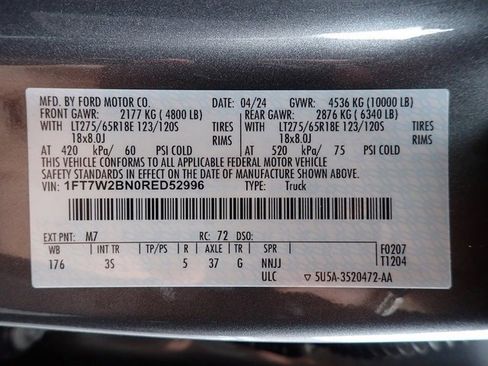 MFD. BY FORD MOTOR CO. 04/24 GVWR: 4536 KG (10000 LB)
FRONT GAWR: 2177 KG ( 4800 LB) REAR GAWR: 2876 KG ( 6340 LB)
WITH LT275/65R18E 123/120S TIRES WITH LT275/65R18E 123/120S TIRES
18x8.0J RIMS 18x8.0J RIMS
AT 420 kPa/ 60 PSI COLD AT 520 kPa/ 75 PSI COLD
THIS VEHICLE CONFORMS TO ALL APPLICABLE FEDERAL MOTOR VEHICLE
SAFETY STANDARDS IN EFFECT ON THE DATE OF MANUFACTURE SHOWN ABOVE.
VIN: 1FT7W2BN0RED52996 TYPE: Truck
EXT PNT: M7 RC: 72 DSO:
WB INT TR TP/PS R AXLE TR SPR F0207
176 3S 5 37 G NNJJ T1204
ULC ▽ 5U5A-3520472-AA